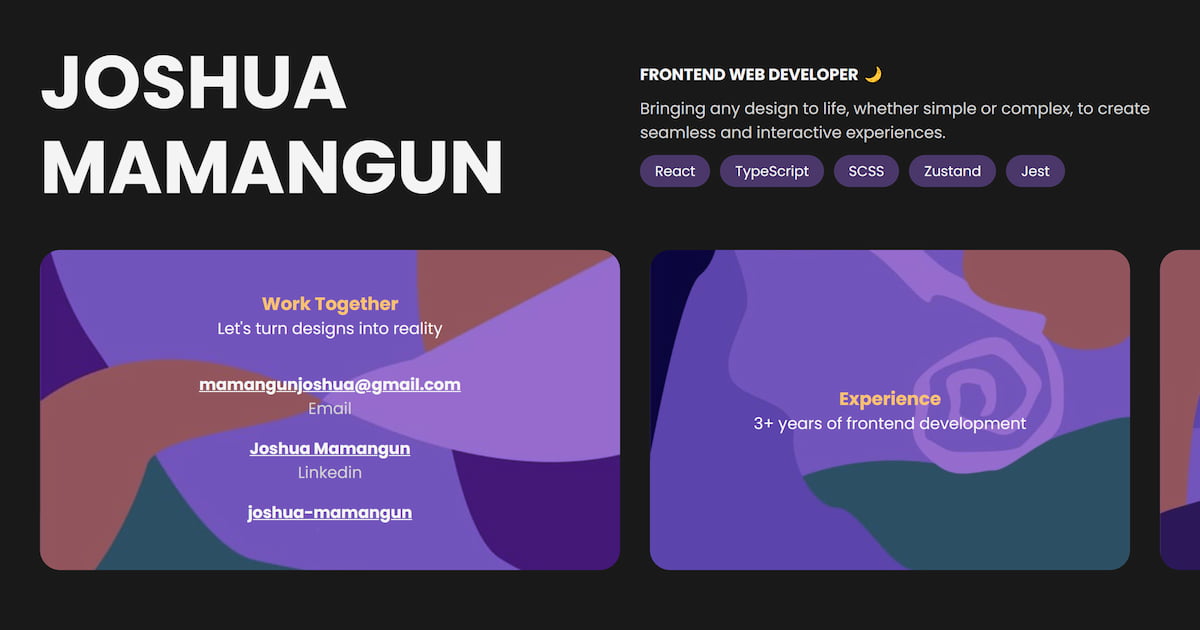 JOSHUA
MAMANGUN
FRONTEND WEB DEVELOPER 🌙
Bringing any design to life, whether simple or complex, to create
seamless and interactive experiences.
React TypeScript SCSS Zustand Jest
Work Together
Let's turn designs into reality
mamangunjoshua@gmail.com
Email
Joshua Mamangun
Linkedin
joshua-mamangun
Experience
3+ years of frontend development